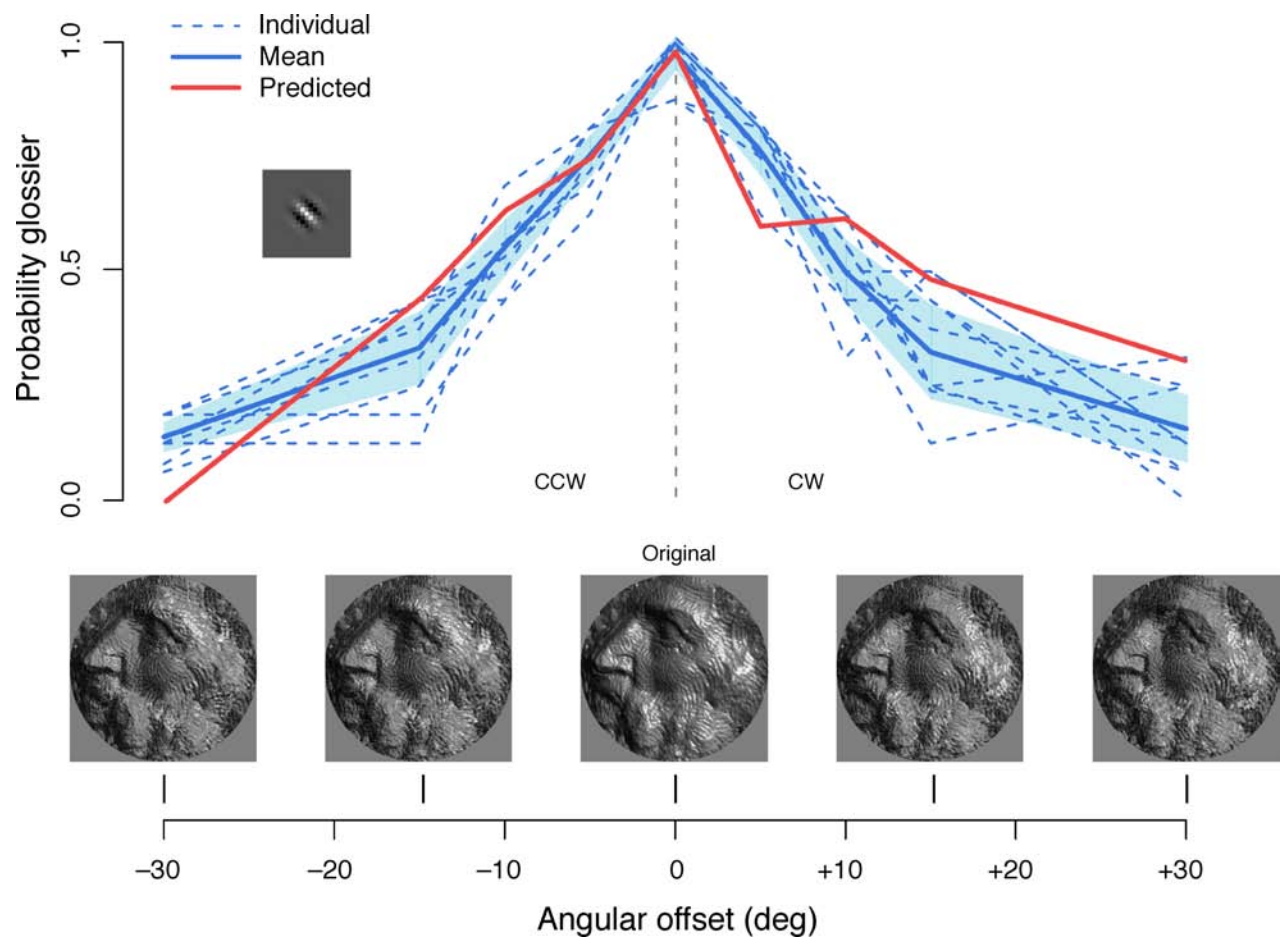 Individual
Mean
Predicted
Probability glossier
1.0
0.5
0.0
CCW
CW
Original
–30
–20
–10
0
+10
+20
+30
Angular offset (deg)